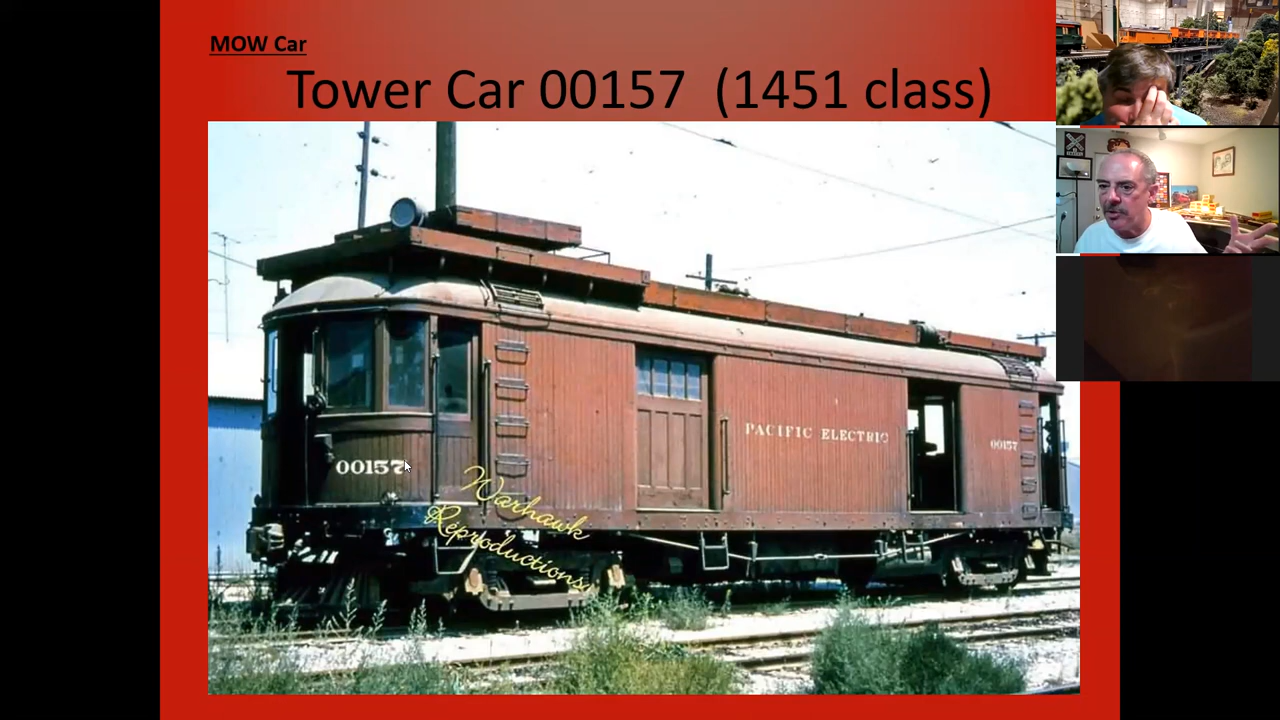 MOW Car
Tower Car 00157 (1451 class)
PACIFIC ELECTRIC
00157
00157
Warhawk
Reproductions